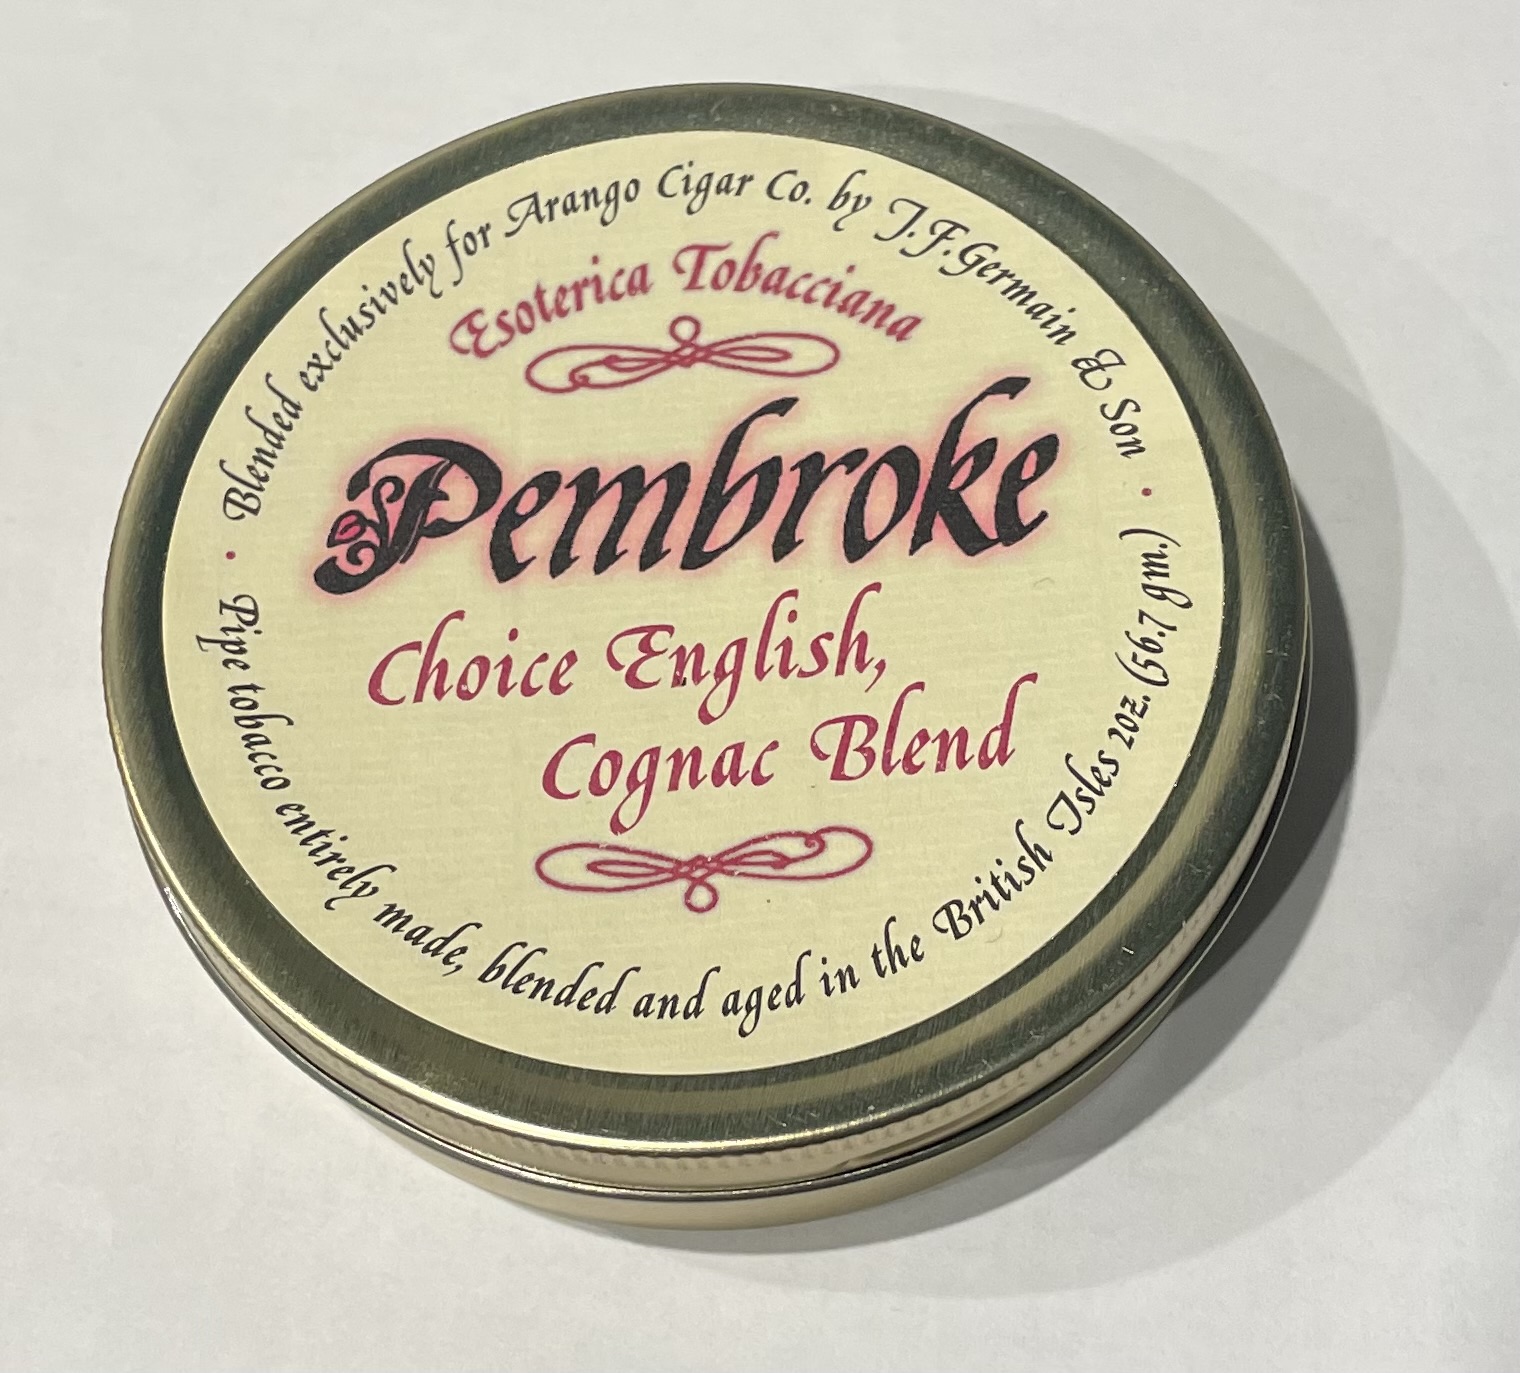 Blended exclusively for Arango Cigar Co. by J.F.Germain & Son
Esoterica Tobacciana
Pembroke
Choice English,
Cognac Blend
Pipe tobacco entirely made, blended and aged in the British Isles 2oz. (56.7 gm.)